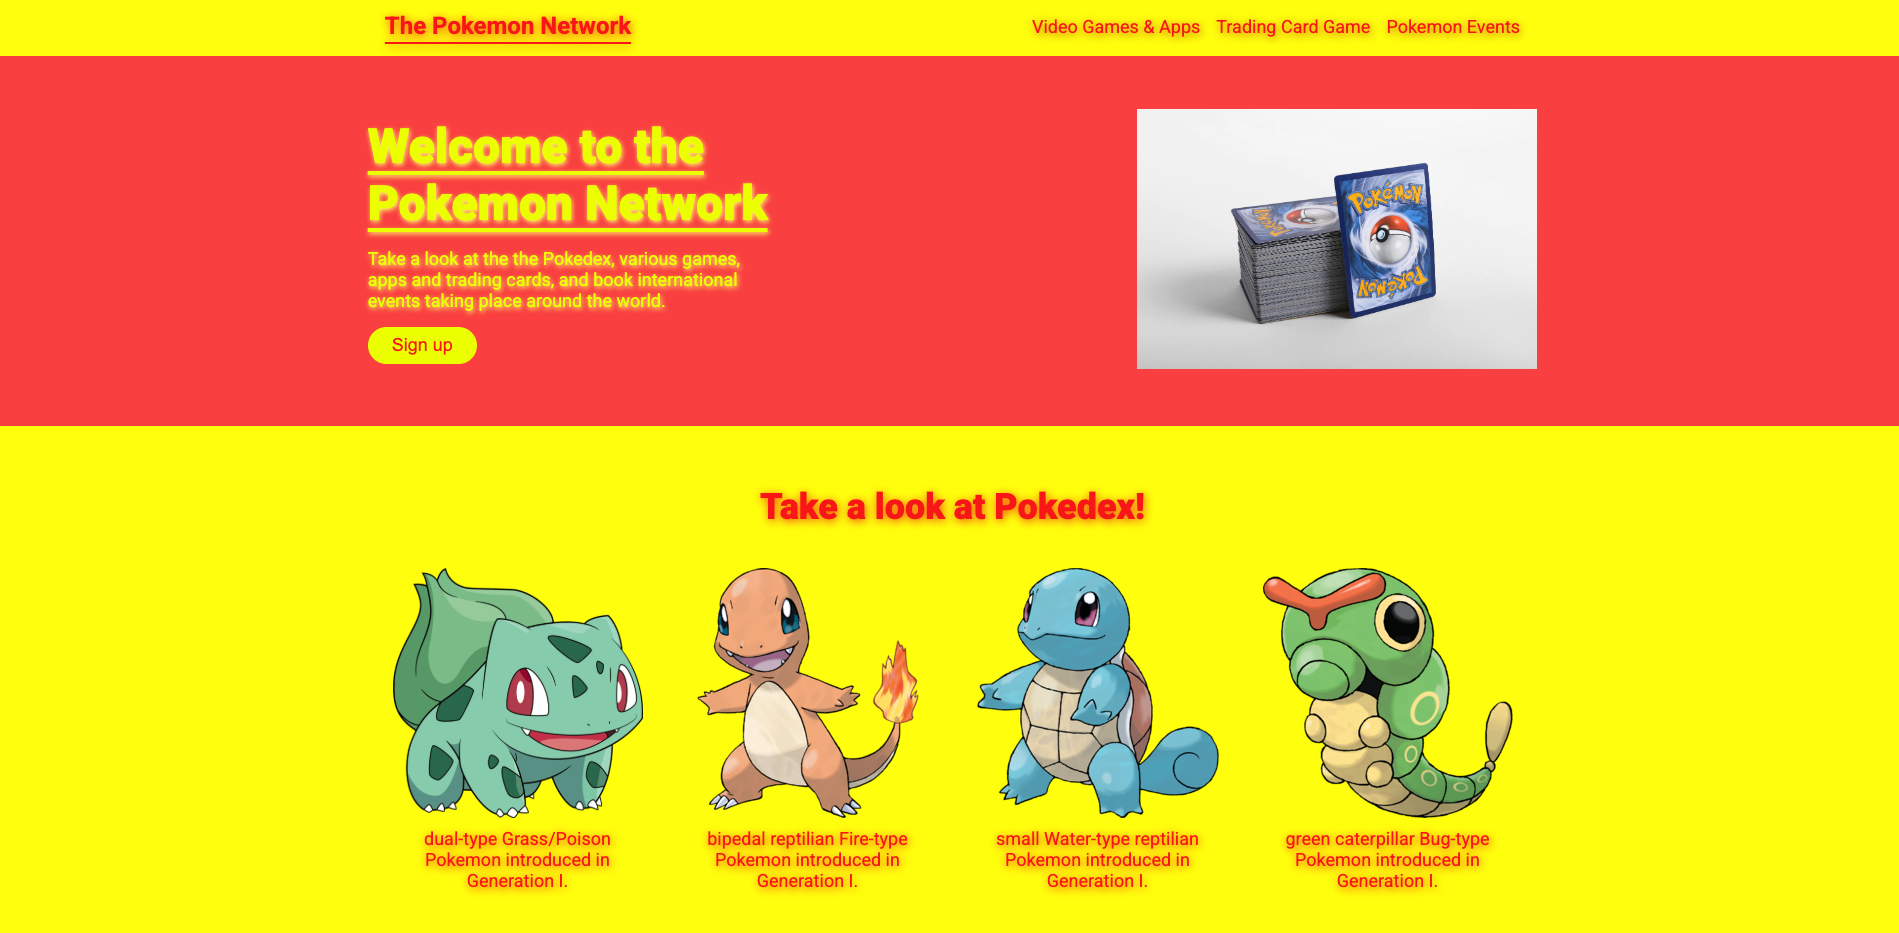 The Pokemon Network
Video Games & Apps Trading Card Game Pokemon Events
Welcome to the
Pokemon Network
Take a look at the the Pokedex, various games,
apps and trading cards, and book international
events taking place around the world.
Sign up
POKéMON
POKéMON
Take a look at Pokedex!
dual-type Grass/Poison
Pokemon introduced in
Generation I.
bipedal reptilian Fire-type
Pokemon introduced in
Generation I.
small Water-type reptilian
Pokemon introduced in
Generation I.
green caterpillar Bug-type
Pokemon introduced in
Generation I.